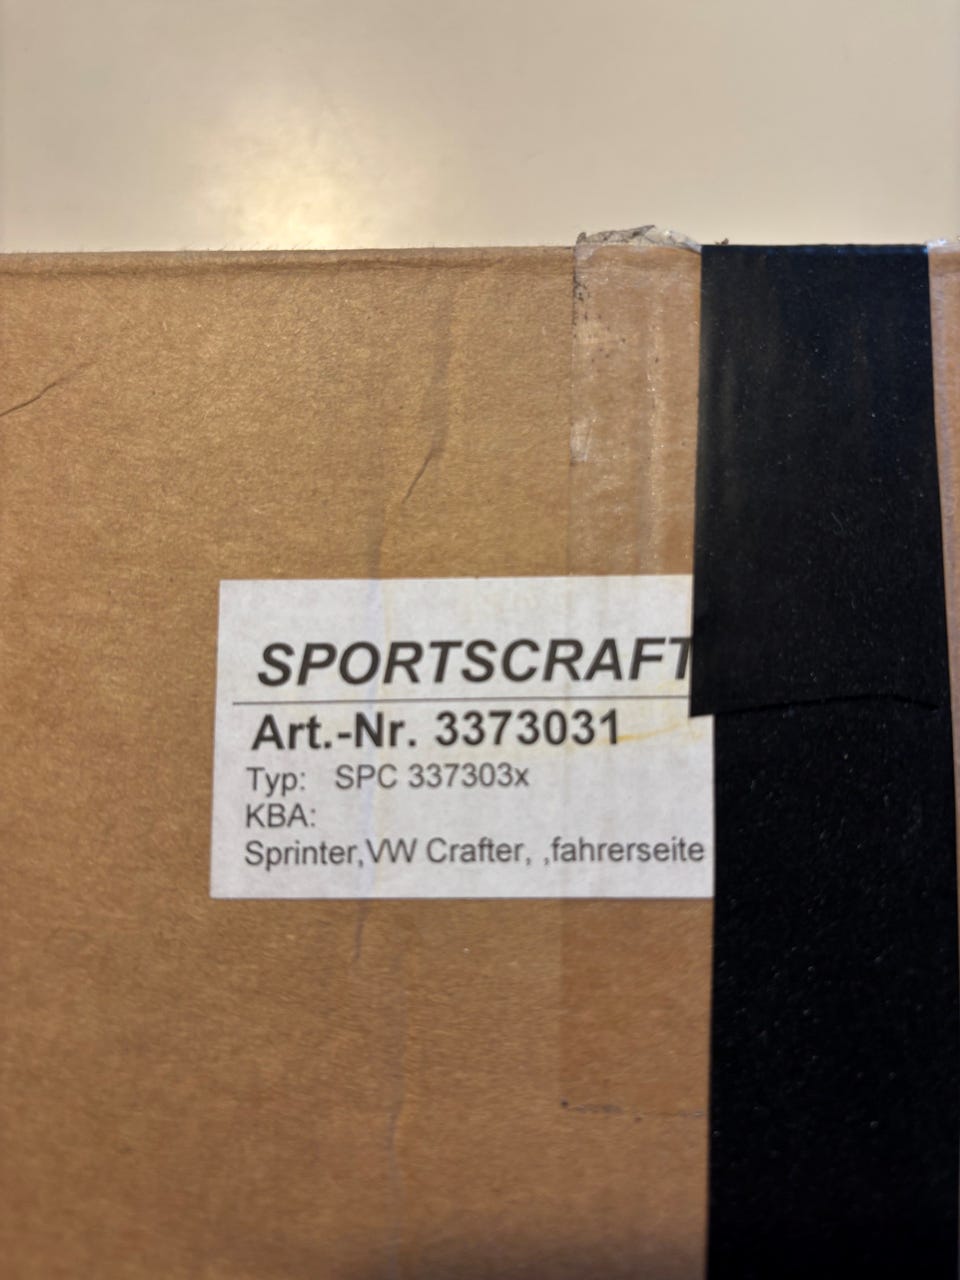 SPORTSCRAFT
Art.-Nr. 3373031
Typ: SPC 337303x
KBA:
Sprinter,VW Crafter, ,fahrerseite